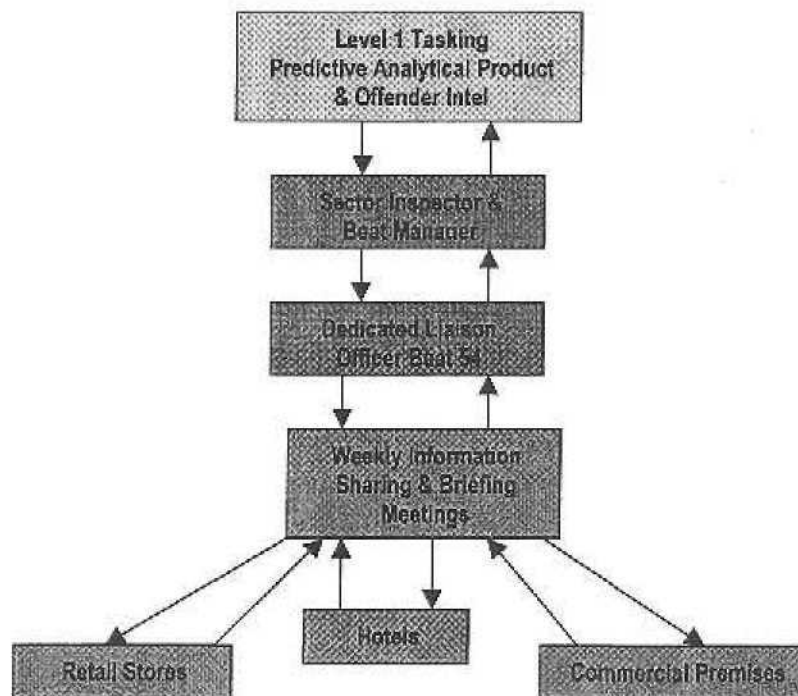 Level 1 Tasking
Predictive Analytical Product
& Offender Intel
Sector Inspector &
Beat Manager
Dedicated Liaison
Officer Beat 54
Weekly Information
Sharing & Briefing
Meetings
Hotels
Retail Stores
Commercial Premises